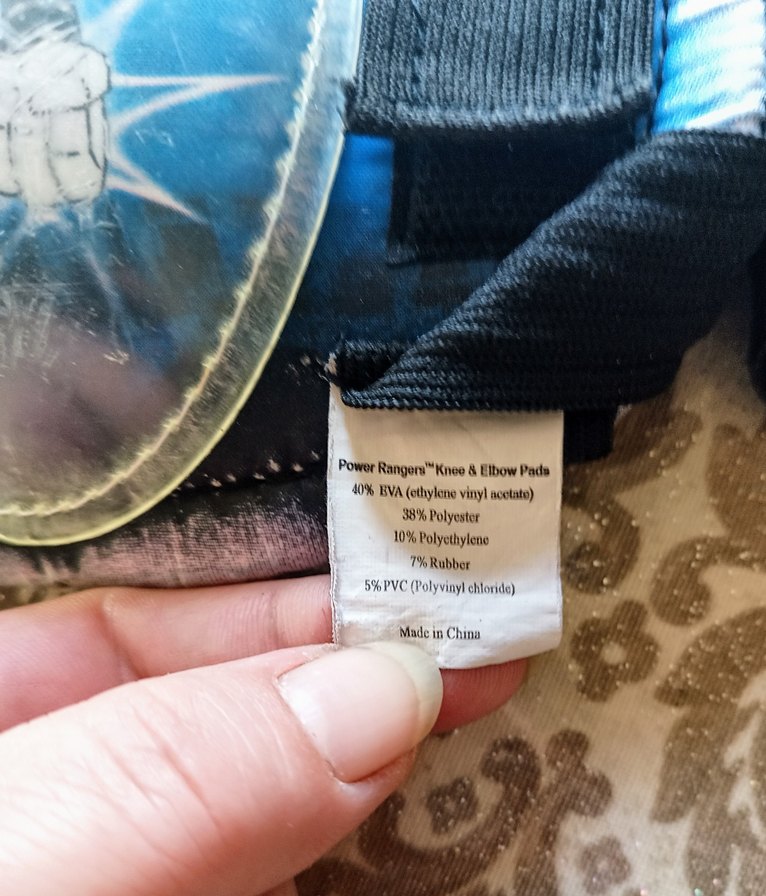 Power Rangers™ Knee & Elbow Pads
40% EVA (ethylene vinyl acetate)
38% Polyester
10% Polyethylene
7% Rubber
5% PVC (Polyvinyl chloride)
Made in China